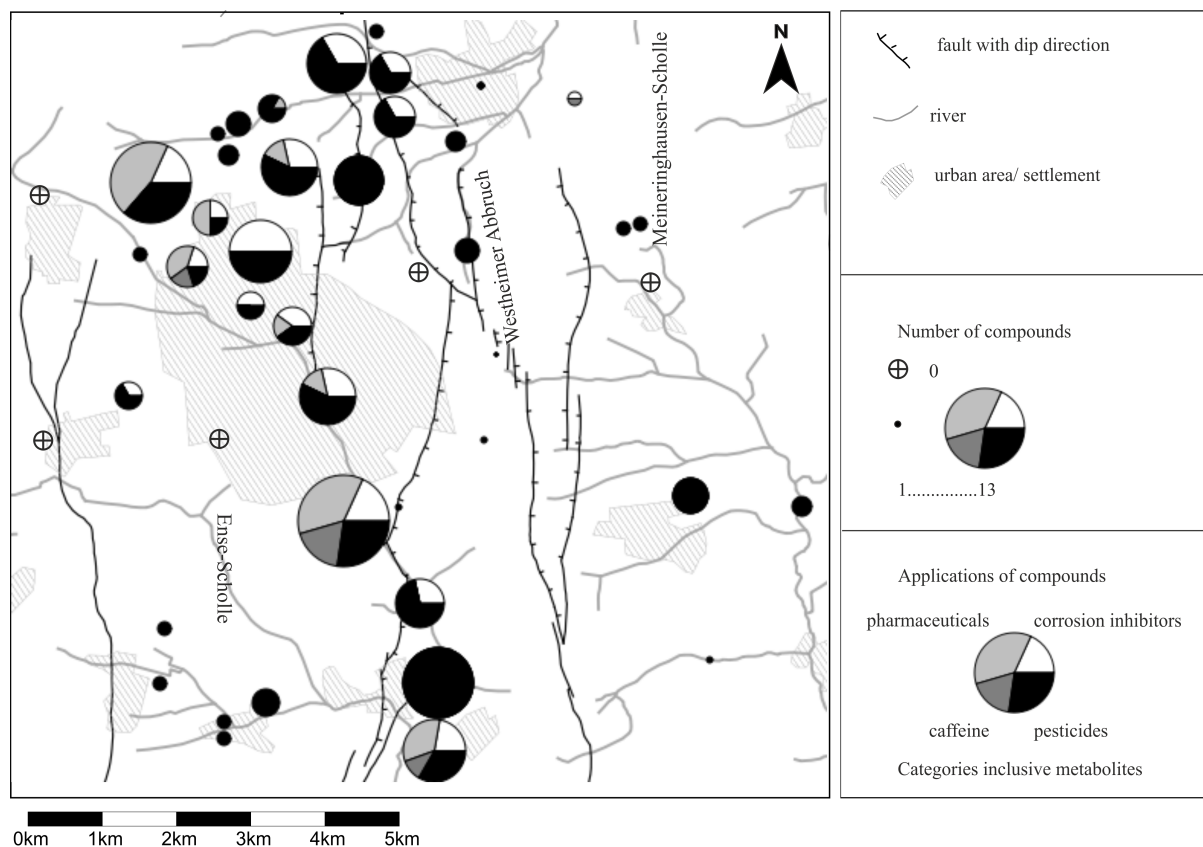 N
Meineringhausen-Scholle
Westheimer Abbruch
Ense-Scholle
0km 1km 2km 3km 4km 5km
fault with dip direction
river
urban area/ settlement
Number of compounds
0
1...............13
Applications of compounds
pharmaceuticals corrosion inhibitors
caffeine pesticides
Categories inclusive metabolites